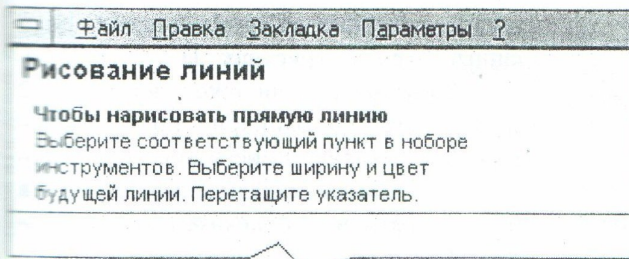 Файл Правка Закладка Параметры ?
Рисование линий
Чтобы нарисовать прямую линию
Выберите соответствующий пункт в ноборе
инструментов. Выберите ширину и цвет
будущей линии. Перетащите указатель.